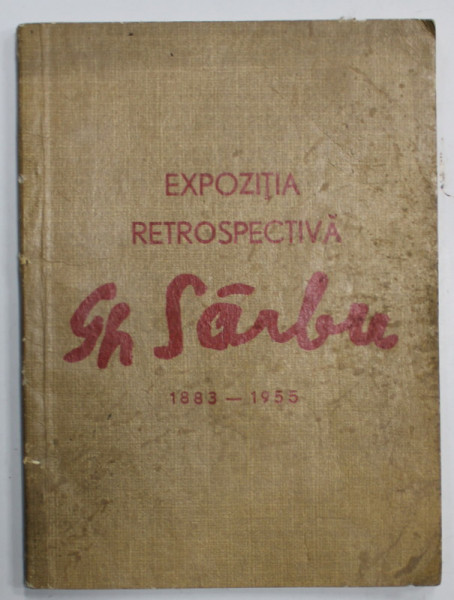 EXPOZIȚIA
RETROSPECTIVĂ
Gh Sârbu
1883 — 1955